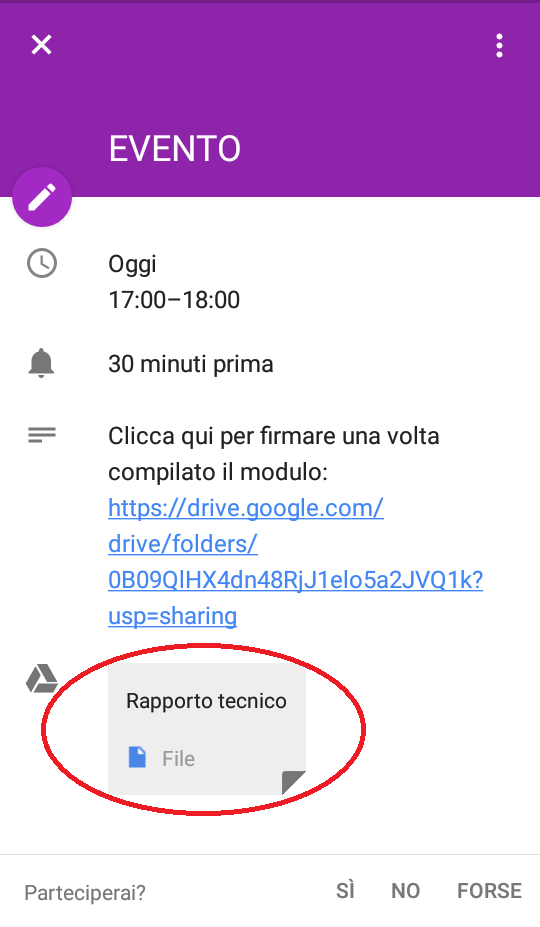 EVENTO
Oggi
17:00–18:00
30 minuti prima
Clicca qui per firmare una volta
compilato il modulo:
https://drive.google.com/
drive/folders/
0B09QlHX4dn48RjJ1elo5a2JVQ1k?
usp=sharing
Rapporto tecnico
File
Parteciperai?
SÌ
NO
FORSE